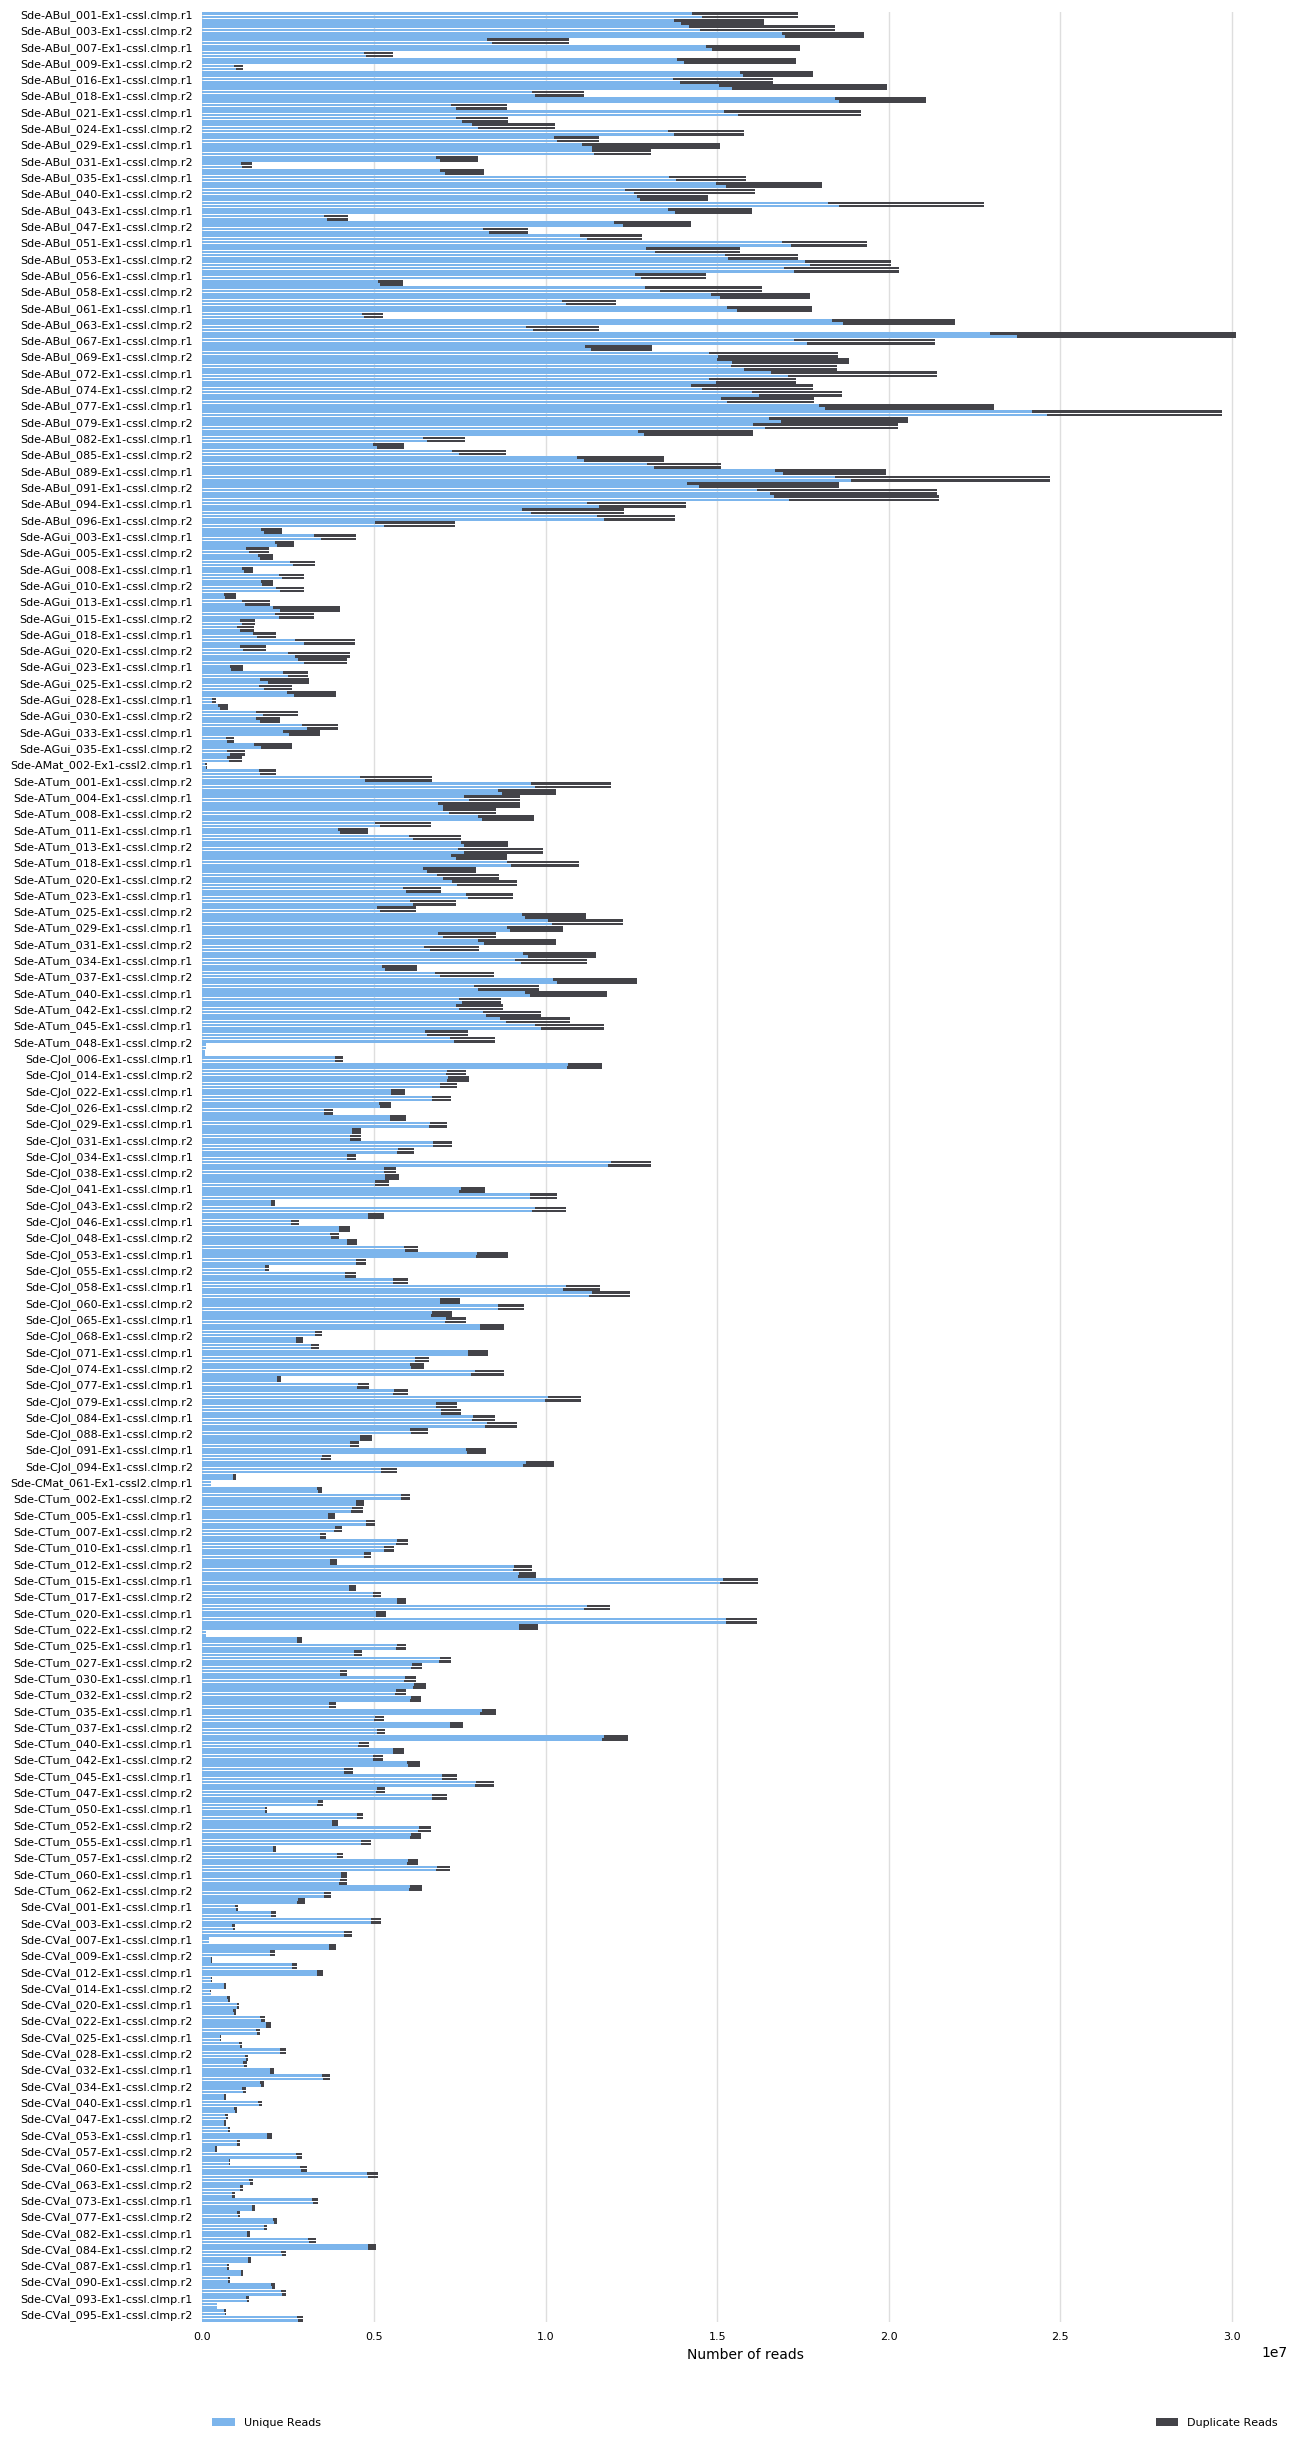 Sde-ABul_001-Ex1-cssl.clmp.r1
Sde-ABul_003-Ex1-cssl.clmp.r2
Sde-ABul_007-Ex1-cssl.clmp.r1
Sde-ABul_009-Ex1-cssl.clmp.r2
Sde-ABul_016-Ex1-cssl.clmp.r1
Sde-ABul_018-Ex1-cssl.clmp.r2
Sde-ABul_021-Ex1-cssl.clmp.r1
Sde-ABul_024-Ex1-cssl.clmp.r2
Sde-ABul_029-Ex1-cssl.clmp.r1
Sde-ABul_031-Ex1-cssl.clmp.r2
Sde-ABul_035-Ex1-cssl.clmp.r1
Sde-ABul_040-Ex1-cssl.clmp.r2
Sde-ABul_043-Ex1-cssl.clmp.r1
Sde-ABul_047-Ex1-cssl.clmp.r2
Sde-ABul_051-Ex1-cssl.clmp.r1
Sde-ABul_053-Ex1-cssl.clmp.r2
Sde-ABul_056-Ex1-cssl.clmp.r1
Sde-ABul_058-Ex1-cssl.clmp.r2
Sde-ABul_061-Ex1-cssl.clmp.r1
Sde-ABul_063-Ex1-cssl.clmp.r2
Sde-ABul_067-Ex1-cssl.clmp.r1
Sde-ABul_069-Ex1-cssl.clmp.r2
Sde-ABul_072-Ex1-cssl.clmp.r1
Sde-ABul_074-Ex1-cssl.clmp.r2
Sde-ABul_077-Ex1-cssl.clmp.r1
Sde-ABul_079-Ex1-cssl.clmp.r2
Sde-ABul_082-Ex1-cssl.clmp.r1
Sde-ABul_085-Ex1-cssl.clmp.r2
Sde-ABul_089-Ex1-cssl.clmp.r1
Sde-ABul_091-Ex1-cssl.clmp.r2
Sde-ABul_094-Ex1-cssl.clmp.r1
Sde-ABul_096-Ex1-cssl.clmp.r2
Sde-AGui_003-Ex1-cssl.clmp.r1
Sde-AGui_005-Ex1-cssl.clmp.r2
Sde-AGui_008-Ex1-cssl.clmp.r1
Sde-AGui_010-Ex1-cssl.clmp.r2
Sde-AGui_013-Ex1-cssl.clmp.r1
Sde-AGui_015-Ex1-cssl.clmp.r2
Sde-AGui_018-Ex1-cssl.clmp.r1
Sde-AGui_020-Ex1-cssl.clmp.r2
Sde-AGui_023-Ex1-cssl.clmp.r1
Sde-AGui_025-Ex1-cssl.clmp.r2
Sde-AGui_028-Ex1-cssl.clmp.r1
Sde-AGui_030-Ex1-cssl.clmp.r2
Sde-AGui_033-Ex1-cssl.clmp.r1
Sde-AGui_035-Ex1-cssl.clmp.r2
Sde-AMat_002-Ex1-cssl2.clmp.r1
Sde-ATum_001-Ex1-cssl.clmp.r2
Sde-ATum_004-Ex1-cssl.clmp.r1
Sde-ATum_008-Ex1-cssl.clmp.r2
Sde-ATum_011-Ex1-cssl.clmp.r1
Sde-ATum_013-Ex1-cssl.clmp.r2
Sde-ATum_018-Ex1-cssl.clmp.r1
Sde-ATum_020-Ex1-cssl.clmp.r2
Sde-ATum_023-Ex1-cssl.clmp.r1
Sde-ATum_025-Ex1-cssl.clmp.r2
Sde-ATum_029-Ex1-cssl.clmp.r1
Sde-ATum_031-Ex1-cssl.clmp.r2
Sde-ATum_034-Ex1-cssl.clmp.r1
Sde-ATum_037-Ex1-cssl.clmp.r2
Sde-ATum_040-Ex1-cssl.clmp.r1
Sde-ATum_042-Ex1-cssl.clmp.r2
Sde-ATum_045-Ex1-cssl.clmp.r1
Sde-ATum_048-Ex1-cssl.clmp.r2
Sde-CJol_006-Ex1-cssl.clmp.r1
Sde-CJol_014-Ex1-cssl.clmp.r2
Sde-CJol_022-Ex1-cssl.clmp.r1
Sde-CJol_026-Ex1-cssl.clmp.r2
Sde-CJol_029-Ex1-cssl.clmp.r1
Sde-CJol_031-Ex1-cssl.clmp.r2
Sde-CJol_034-Ex1-cssl.clmp.r1
Sde-CJol_038-Ex1-cssl.clmp.r2
Sde-CJol_041-Ex1-cssl.clmp.r1
Sde-CJol_043-Ex1-cssl.clmp.r2
Sde-CJol_046-Ex1-cssl.clmp.r1
Sde-CJol_048-Ex1-cssl.clmp.r2
Sde-CJol_053-Ex1-cssl.clmp.r1
Sde-CJol_055-Ex1-cssl.clmp.r2
Sde-CJol_058-Ex1-cssl.clmp.r1
Sde-CJol_060-Ex1-cssl.clmp.r2
Sde-CJol_065-Ex1-cssl.clmp.r1
Sde-CJol_068-Ex1-cssl.clmp.r2
Sde-CJol_071-Ex1-cssl.clmp.r1
Sde-CJol_074-Ex1-cssl.clmp.r2
Sde-CJol_077-Ex1-cssl.clmp.r1
Sde-CJol_079-Ex1-cssl.clmp.r2
Sde-CJol_084-Ex1-cssl.clmp.r1
Sde-CJol_088-Ex1-cssl.clmp.r2
Sde-CJol_091-Ex1-cssl.clmp.r1
Sde-CJol_094-Ex1-cssl.clmp.r2
Sde-CMat_061-Ex1-cssl2.clmp.r1
Sde-CTum_002-Ex1-cssl.clmp.r2
Sde-CTum_005-Ex1-cssl.clmp.r1
Sde-CTum_007-Ex1-cssl.clmp.r2
Sde-CTum_010-Ex1-cssl.clmp.r1
Sde-CTum_012-Ex1-cssl.clmp.r2
Sde-CTum_015-Ex1-cssl.clmp.r1
Sde-CTum_017-Ex1-cssl.clmp.r2
Sde-CTum_020-Ex1-cssl.clmp.r1
Sde-CTum_022-Ex1-cssl.clmp.r2
Sde-CTum_025-Ex1-cssl.clmp.r1
Sde-CTum_027-Ex1-cssl.clmp.r2
Sde-CTum_030-Ex1-cssl.clmp.r1
Sde-CTum_032-Ex1-cssl.clmp.r2
Sde-CTum_035-Ex1-cssl.clmp.r1
Sde-CTum_037-Ex1-cssl.clmp.r2
Sde-CTum_040-Ex1-cssl.clmp.r1
Sde-CTum_042-Ex1-cssl.clmp.r2
Sde-CTum_045-Ex1-cssl.clmp.r1
Sde-CTum_047-Ex1-cssl.clmp.r2
Sde-CTum_050-Ex1-cssl.clmp.r1
Sde-CTum_052-Ex1-cssl.clmp.r2
Sde-CTum_055-Ex1-cssl.clmp.r1
Sde-CTum_057-Ex1-cssl.clmp.r2
Sde-CTum_060-Ex1-cssl.clmp.r1
Sde-CTum_062-Ex1-cssl.clmp.r2
Sde-CVal_001-Ex1-cssl.clmp.r1
Sde-CVal_003-Ex1-cssl.clmp.r2
Sde-CVal_007-Ex1-cssl.clmp.r1
Sde-CVal_009-Ex1-cssl.clmp.r2
Sde-CVal_012-Ex1-cssl.clmp.r1
Sde-CVal_014-Ex1-cssl.clmp.r2
Sde-CVal_020-Ex1-cssl.clmp.r1
Sde-CVal_022-Ex1-cssl.clmp.r2
Sde-CVal_025-Ex1-cssl.clmp.r1
Sde-CVal_028-Ex1-cssl.clmp.r2
Sde-CVal_032-Ex1-cssl.clmp.r1
Sde-CVal_034-Ex1-cssl.clmp.r2
Sde-CVal_040-Ex1-cssl.clmp.r1
Sde-CVal_047-Ex1-cssl.clmp.r2
Sde-CVal_053-Ex1-cssl.clmp.r1
Sde-CVal_057-Ex1-cssl.clmp.r2
Sde-CVal_060-Ex1-cssl.clmp.r1
Sde-CVal_063-Ex1-cssl.clmp.r2
Sde-CVal_073-Ex1-cssl.clmp.r1
Sde-CVal_077-Ex1-cssl.clmp.r2
Sde-CVal_082-Ex1-cssl.clmp.r1
Sde-CVal_084-Ex1-cssl.clmp.r2
Sde-CVal_087-Ex1-cssl.clmp.r1
Sde-CVal_090-Ex1-cssl.clmp.r2
Sde-CVal_093-Ex1-cssl.clmp.r1
Sde-CVal_095-Ex1-cssl.clmp.r2
0.0 0.5 1.0 1.5 2.0 2.5 3.0
Number of reads 1e7
Unique Reads Duplicate Reads